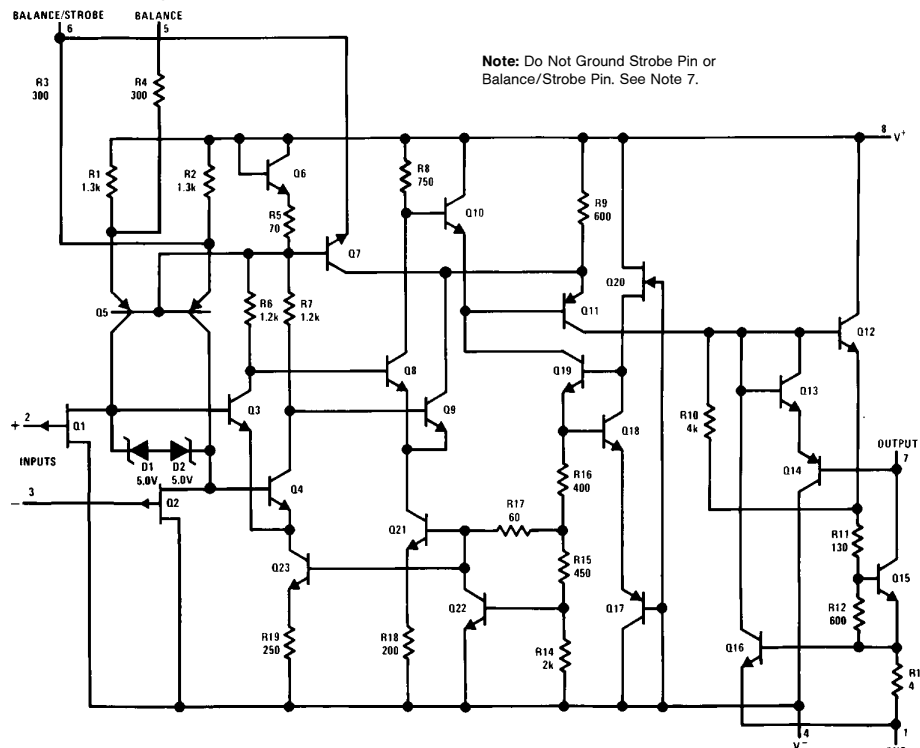 BALANCE/STROBE BALANCE
6 5
Note: Do Not Ground Strobe Pin or
Balance/Strobe Pin. See Note 7.
R3
300
R4
300
8 V+
R1
1.3k
R2
1.3k
Q6
R5
70
R8
750
Q10
R9
600
Q7
Q20
Q5
R6
1.2k
R7
1.2k
Q11
Q12
Q8
Q19
Q3
Q9
Q13
R10
4k
+ 2
Q1
Q18
OUTPUT
7
INPUTS
D1
5.0V
D2
5.0V
Q14
R16
400
Q4
− 3
Q2
R17
60
Q21
R11
130
R15
450
Q15
Q23
Q22
Q17
R12
600
R19
250
R18
200
R14
2k
Q16
R1
4
4
V−
1